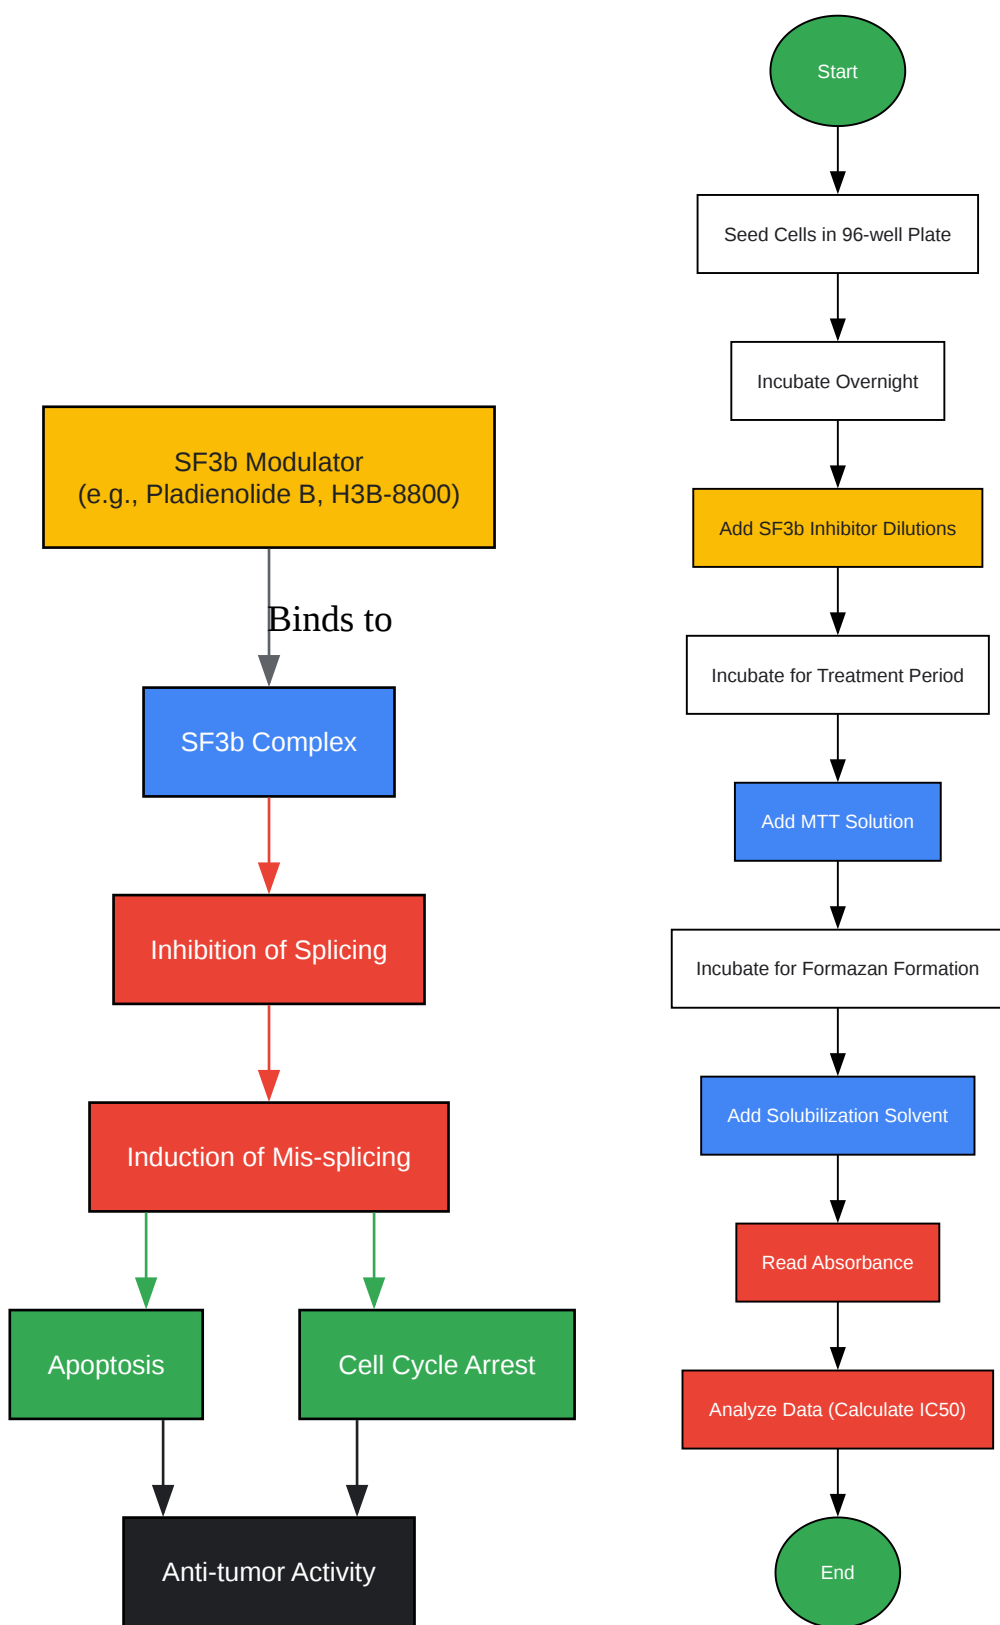 SF3b Modulator
(e.g., Pladienolide B, H3B-8800)
Binds to
SF3b Complex
Inhibition of Splicing
Induction of Mis-splicing
Apoptosis
Cell Cycle Arrest
Anti-tumor Activity
Start
Seed Cells in 96-well Plate
Incubate Overnight
Add SF3b Inhibitor Dilutions
Incubate for Treatment Period
Add MTT Solution
Incubate for Formazan Formation
Add Solubilization Solvent
Read Absorbance
Analyze Data (Calculate IC50)
End